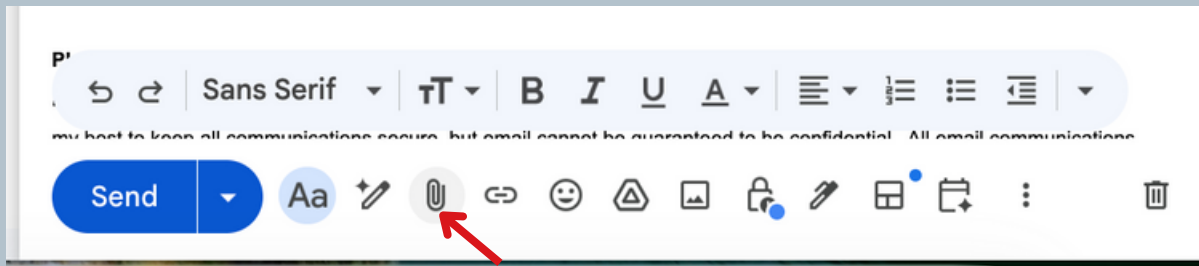 Sans Serif
my best to keep all communications secure, but email cannot be guaranteed to be confidential. All email communications
Send
Aa